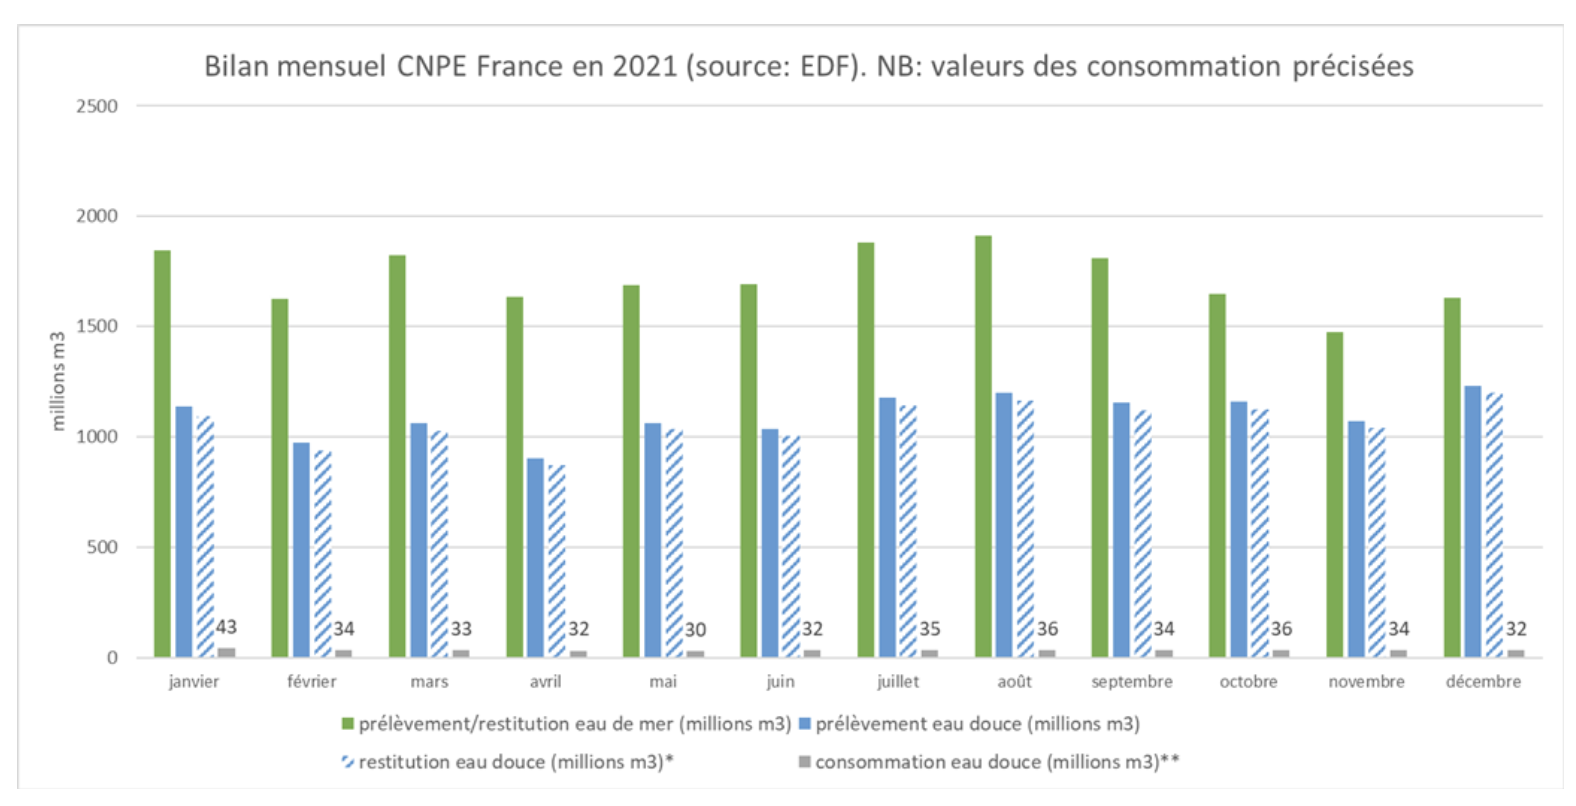 Bilan mensuel CNPE France en 2021 (source: EDF). NB: valeurs des consommation précisées
2500
2000
1500
1000
500
0
millions m3
43 34 33 32 30 32 35 36 34 36 34 32
janvier février mars avril mai juin juillet août septembre octobre novembre décembre
prélèvement/restitution eau de mer (millions m3) prélèvement eau douce (millions m3)
restitution eau douce (millions m3)* consommation eau douce (millions m3)**